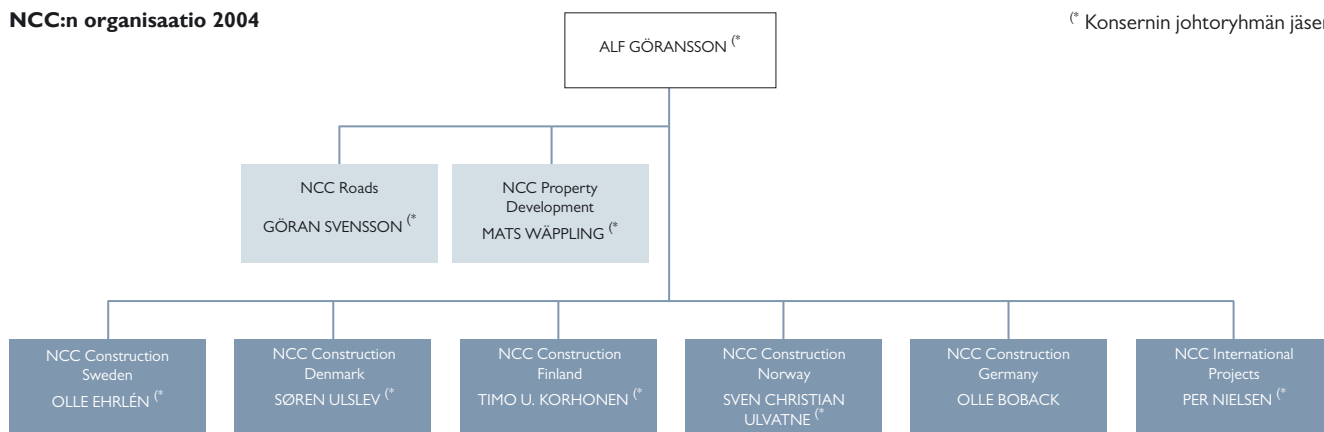 NCC:n organisaatio 2004
(* Konsernin johtoryhmän jäsen
ALF GÖRANSSON (*
NCC Roads
GÖRAN SVENSSON (*
NCC Property
Development
MATS WÄPPLING (*
NCC Construction
Sweden
OLLE EHRLÉN (*
NCC Construction
Denmark
SØREN ULSLEV (*
NCC Construction
Finland
TIMO U. KORHONEN (*
NCC Construction
Norway
SVEN CHRISTIAN
ULVATNE (*
NCC Construction
Germany
OLLE BOBACK
NCC International
Projects
PER NIELSEN (*